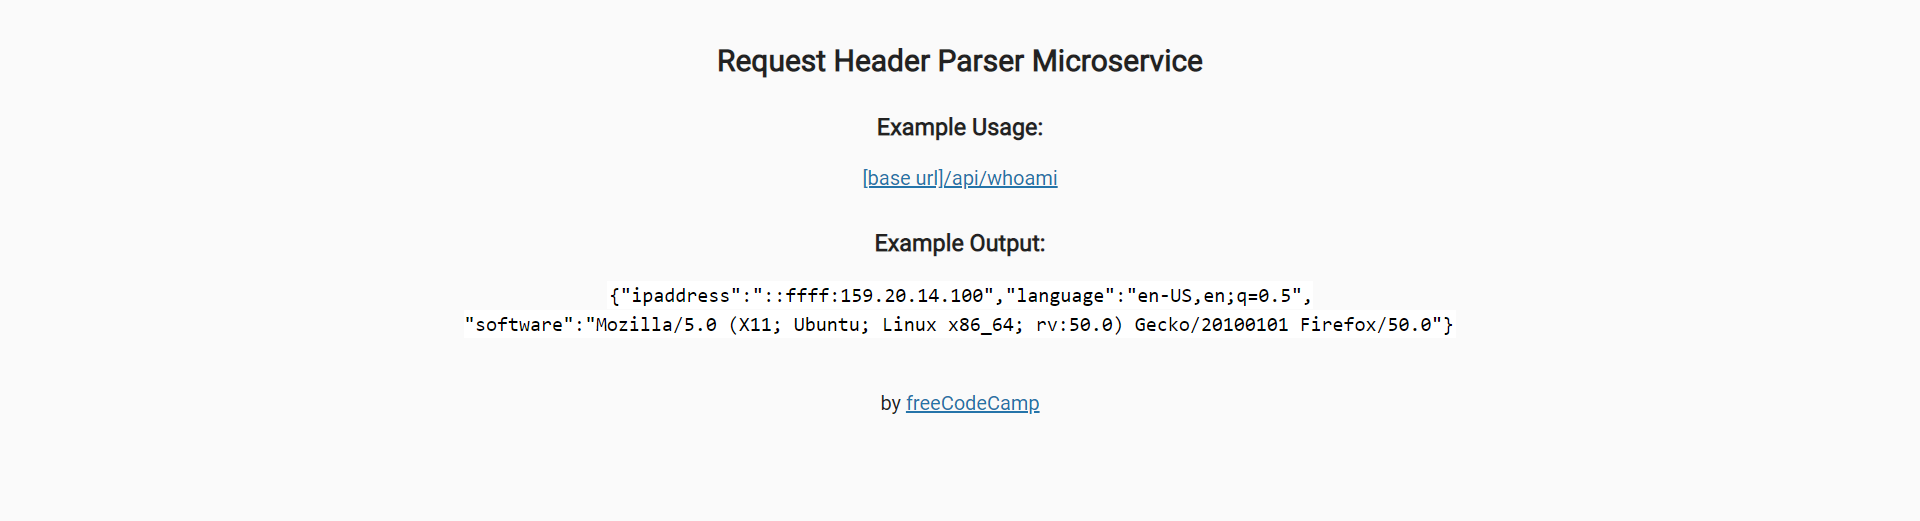 Request Header Parser Microservice
Example Usage:
[base url]/api/whoami
Example Output:
{"ipaddress":"::ffff:159.20.14.100","language":"en-US,en;q=0.5",
"software":"Mozilla/5.0 (X11; Ubuntu; Linux x86_64; rv:50.0) Gecko/20100101 Firefox/50.0"}
by freeCodeCamp